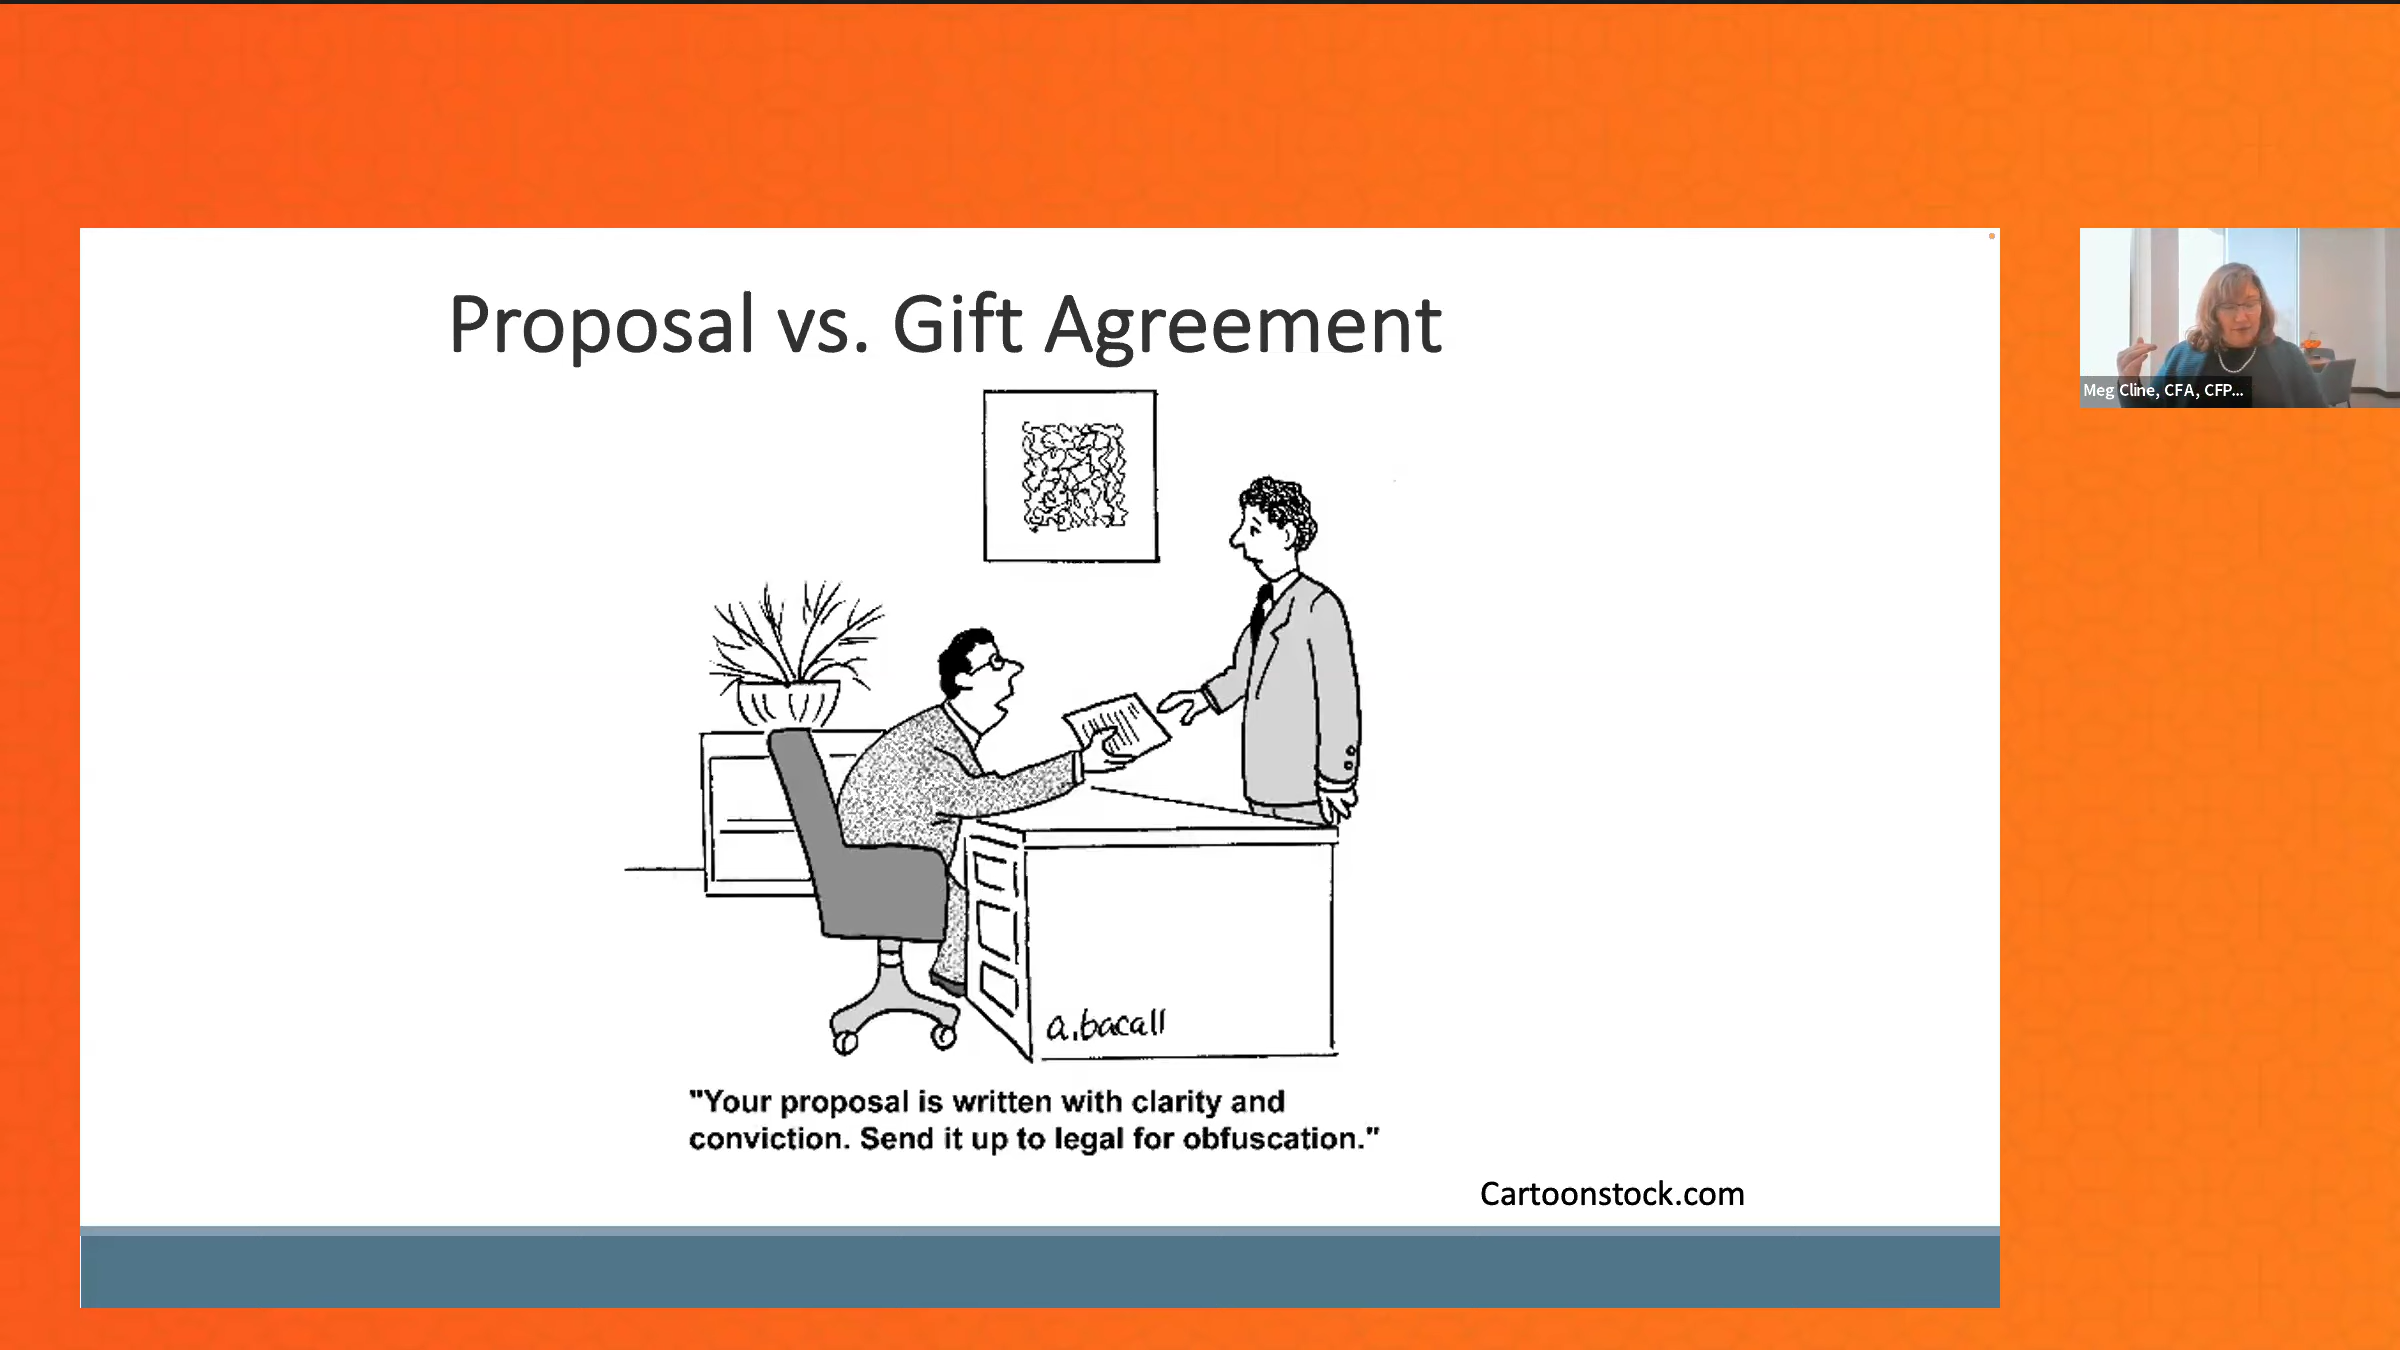 Proposal vs. Gift Agreement
Meg Cline, CFA, CFP...
a.bacall
"Your proposal is written with clarity and
conviction. Send it up to legal for obfuscation."
Cartoonstock.com